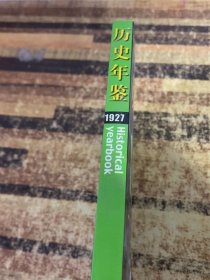 历史年鉴
1927
Historical
yearbook